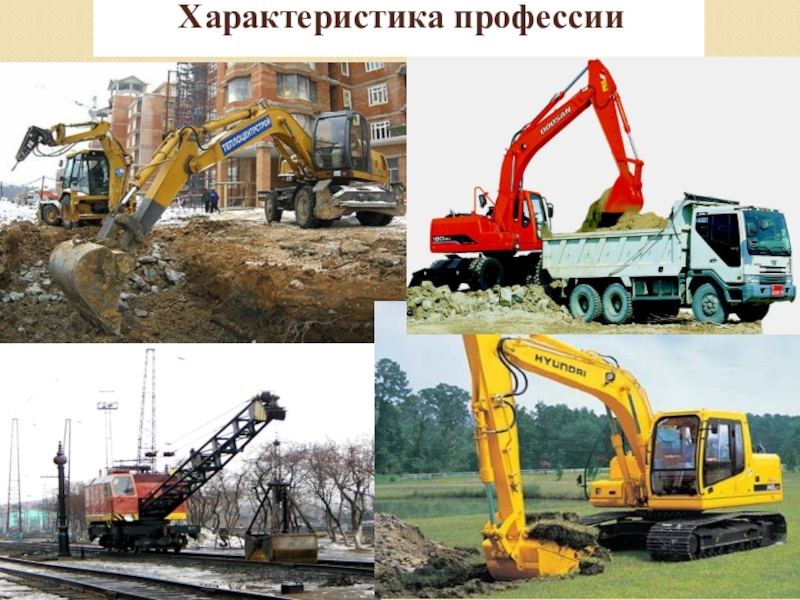 Характеристика профессии
ТЕПЛОЦЕНТРСТРОЙ
DOOSAN
HYUNDAI